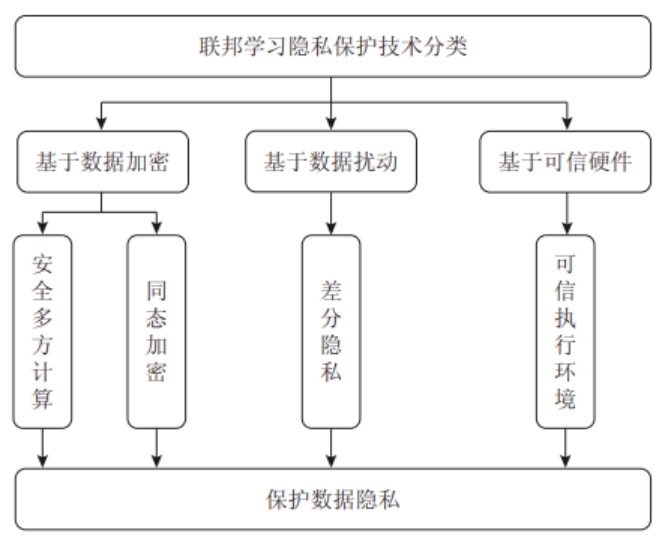 联邦学习隐私保护技术分类
基于数据加密
基于数据扰动
基于可信硬件
安全多方计算
同态加密
差分隐私
可信执行环境
保护数据隐私